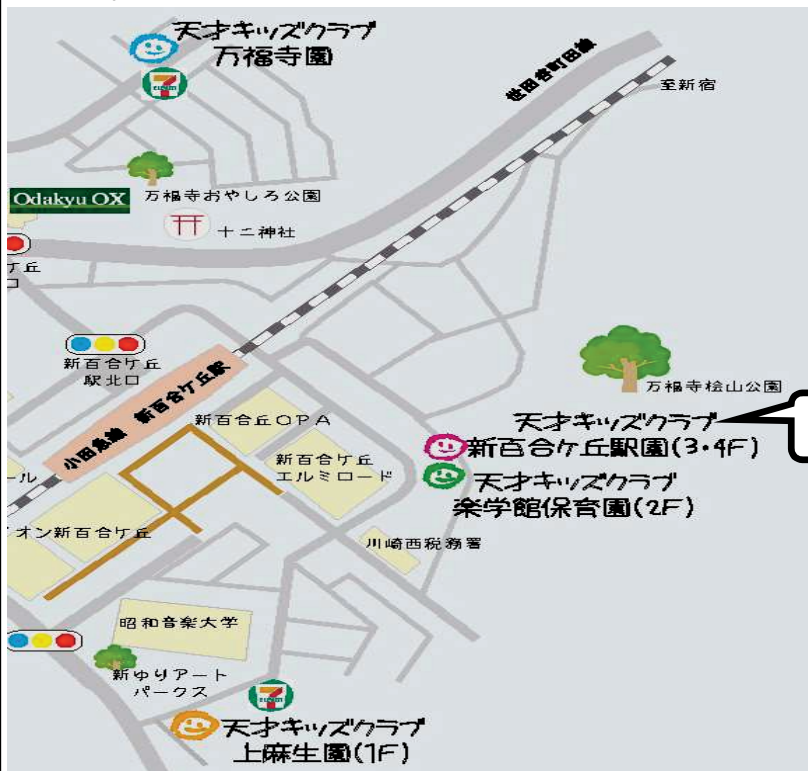 天才キッズクラブ
万福寺園
世田谷町田線
至新宿
Odakyu OX
万福寺おやしろ公園
十二神社
新百合ケ丘
駅北口
小田急線 新百合ケ丘駅
万福寺桧山公園
新百合丘OPA
天才キッズクラブ
新百合ケ丘駅園(3・4F)
新百合ケ丘
エルミロード
天才キッズクラブ
楽学館保育園(2F)
オン新百合ケ丘
川崎西税務署
昭和音楽大学
新ゆりアート
パークス
天才キッズクラブ
上麻生園(1F)